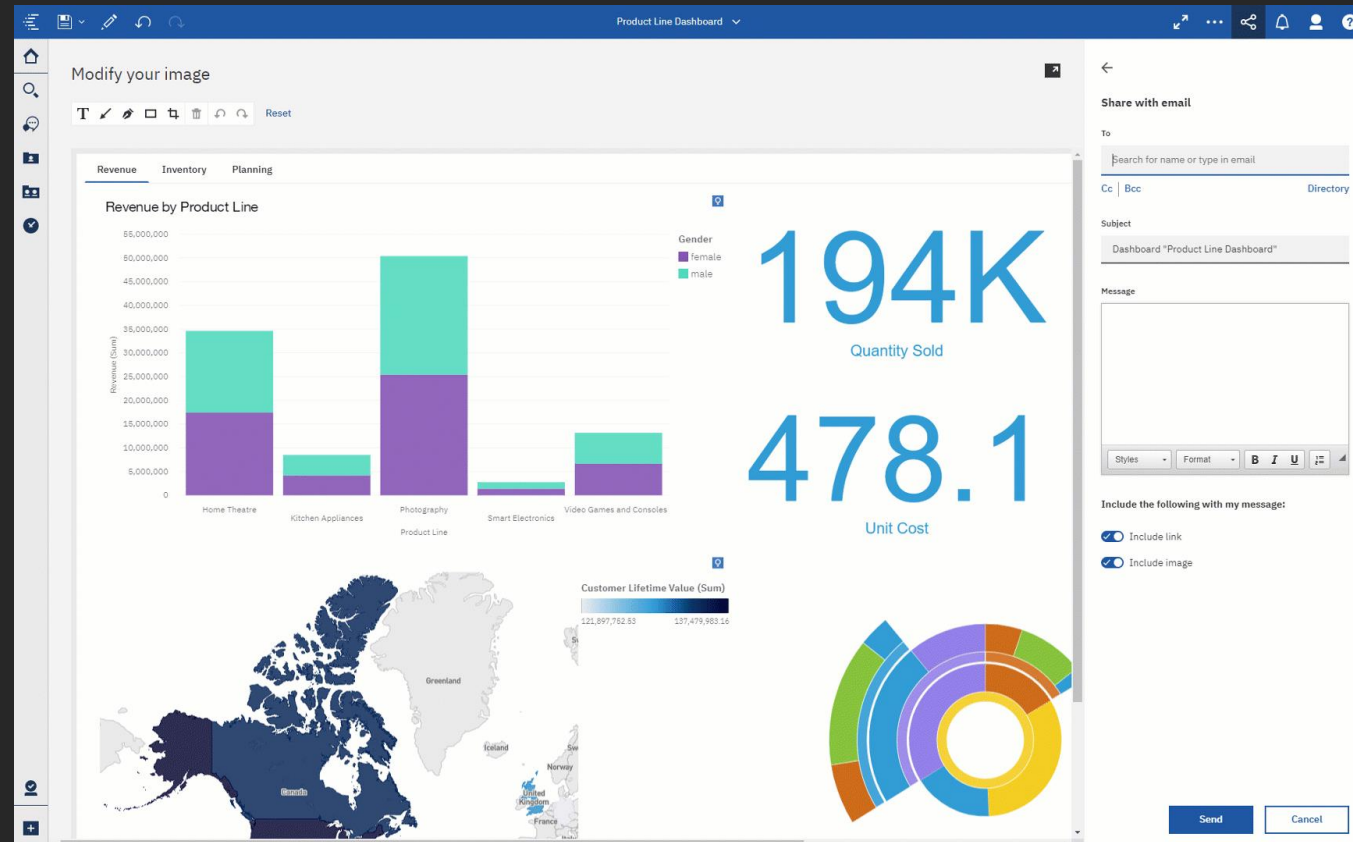 Product Line Dashboard
Modify your image
T
Reset
Revenue Inventory Planning
Revenue by Product Line
55,000,000
50,000,000
45,000,000
40,000,000
35,000,000
30,000,000
25,000,000
20,000,000
15,000,000
10,000,000
5,000,000
0
Revenue (Sum)
Home Theatre
Kitchen Appliances
Photography
Smart Electronics
Video Games and Consoles
Product Line
Gender
female
male
194K
Quantity Sold
478.1
Unit Cost
Customer Lifetime Value (Sum)
121,897,752.53 137,479,983.16
Greenland
Iceland
Sw
Norway
United
Kingdom
France
Canada
Share with email
To
Search for name or type in email
Cc | Bcc Directory
Subject
Dashboard "Product Line Dashboard"
Message
Styles Format B I U
Include the following with my message:
Include link
Include image
Send Cancel